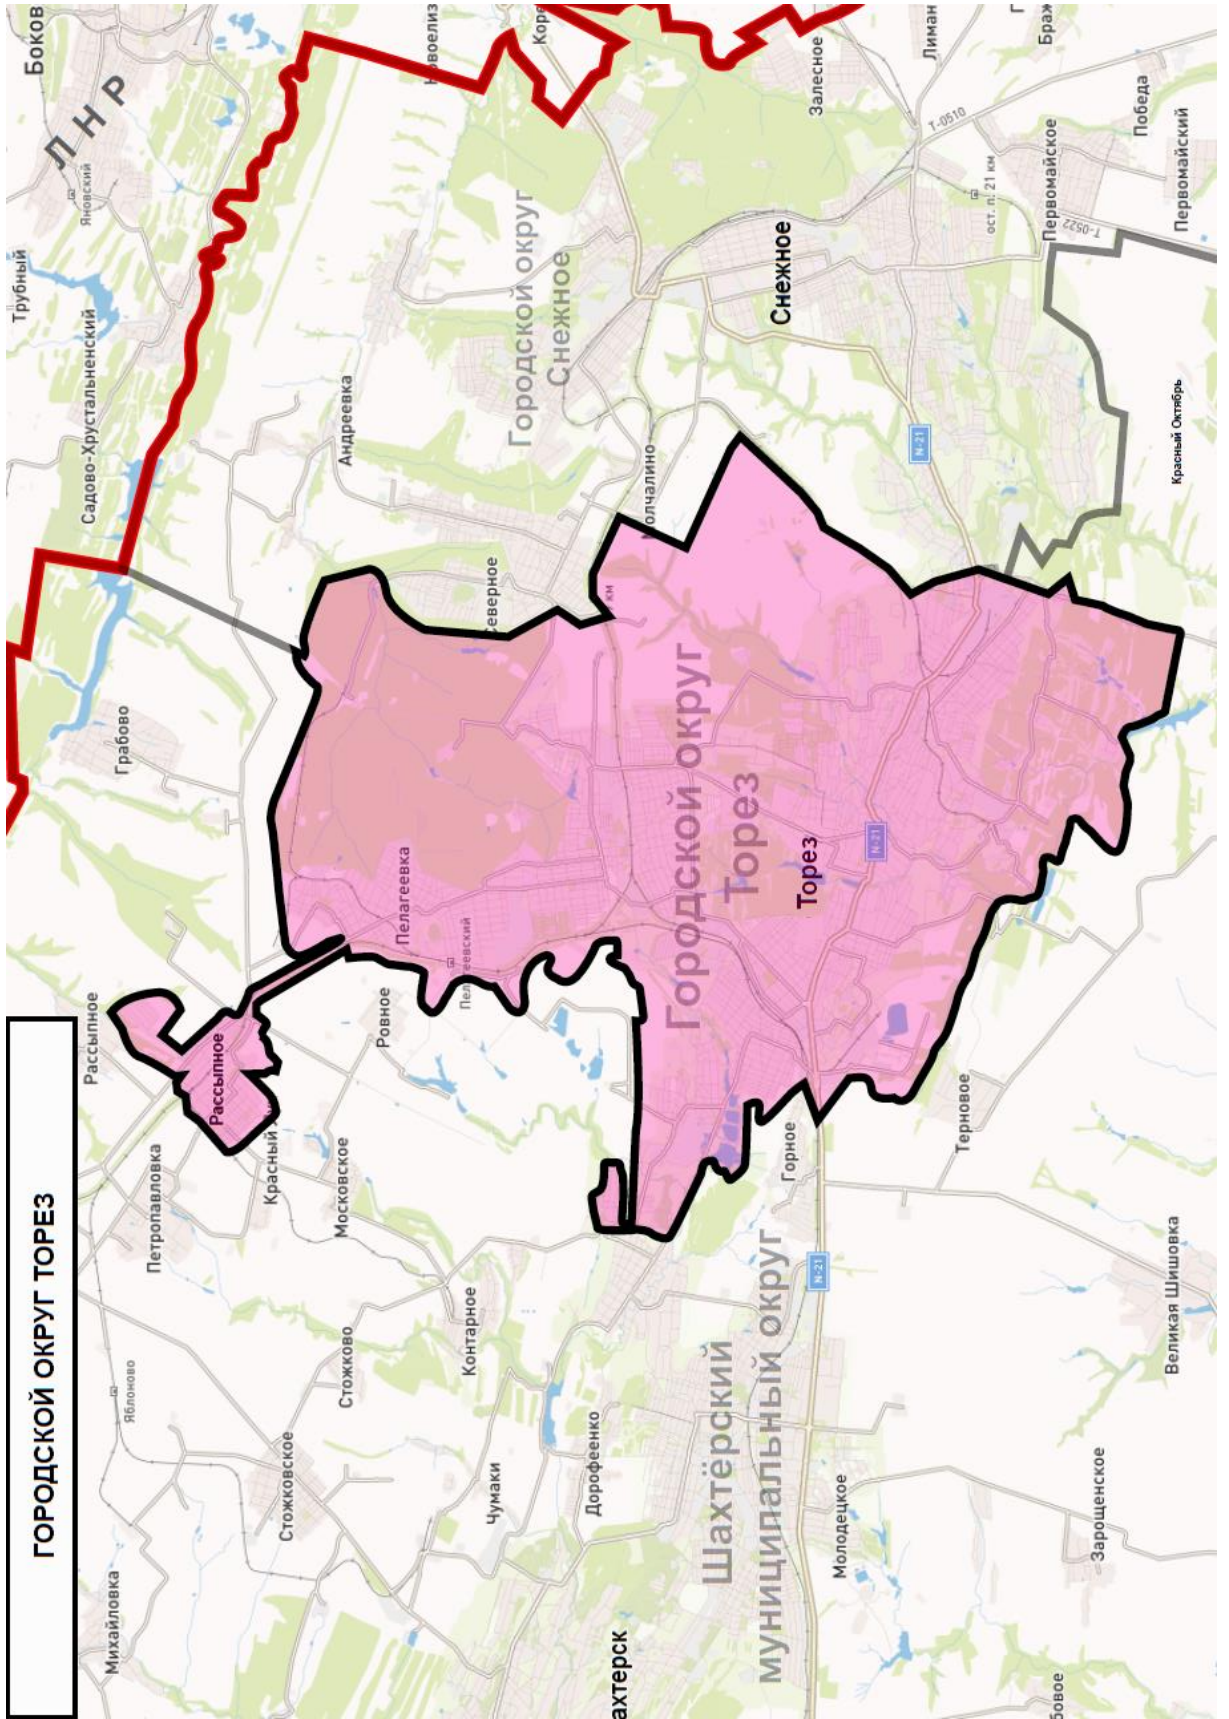 ГОРОДСКОЙ ОКРУГ ТОРЕЗ
Михайловка
Яблоново
Стожковское
Стожково
Петропавловка
Рассыпное
Рассыпное
Красный
Московское
Ровное
Контарное
Чумаки
Дорофеенко
ахтерск
Шахтёрский
муниципальный округ
Молодецкое
Зарощенское
Великая Шишовка
Терновое
Горное
N-21
бовое
Грабово
Пелагеевка
Городской округ
Торез
Торез
N-21
Северное
км
Молчалино
Андреевка
Садово-Хрустальненский
Трубный
Яновский
ЛНР
Боков
Новоелиз
Коре
Городской округ
Снежное
Снежное
N-21
Залесное
Лиман
Т-0510
ост. п. 21 км
Первомайское
Т-0522
Победа
Первомайский
Красный Октябрь
Г
Браж